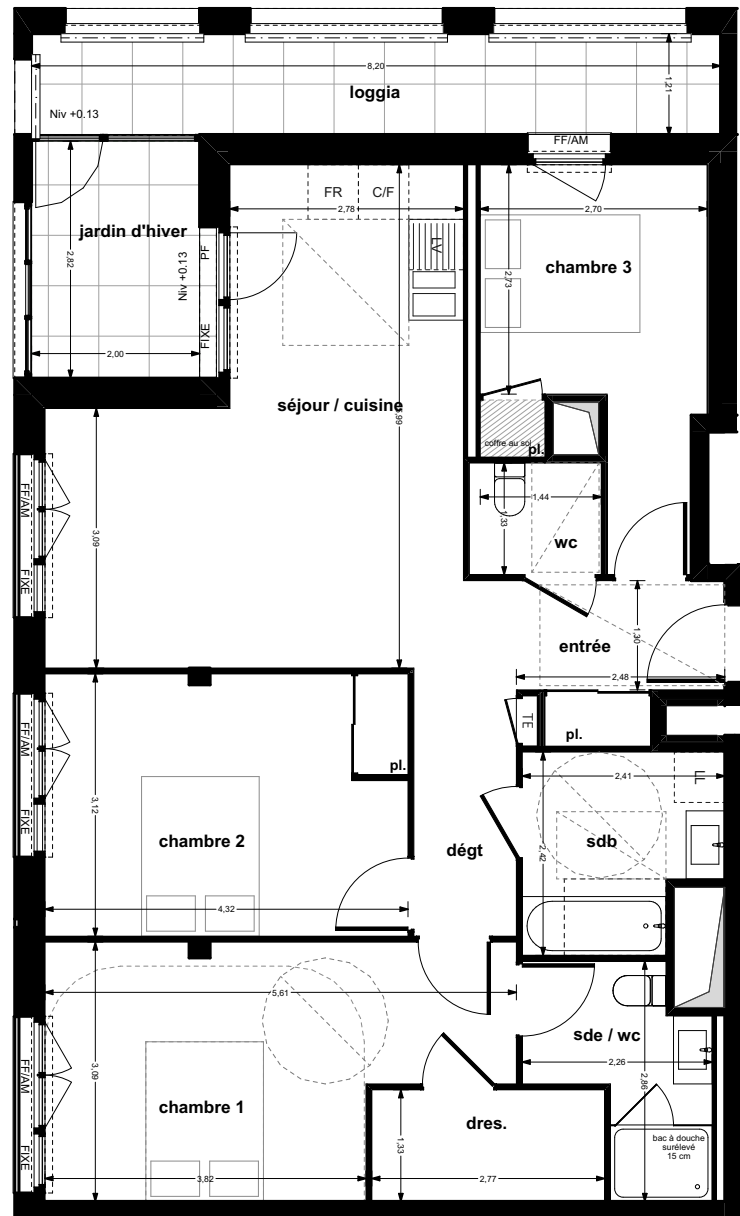 8,20
1,21
loggia
Niv +0.13
FF/AM
FR
C/F
2,78
2,70
jardin d'hiver
PF
LV
chambre 3
2,82
Niv +0.13
2,73
FIXE
2,00
séjour / cuisine
5,99
coffre au sol
pl.
FF/AM
1,44
1,33
wc
3,09
FIXE
1,30
entrée
2,48
TE
pl.
FF/AM
pl.
2,41
LL
3,12
FIXE
chambre 2
dégt
2,42
sdb
4,32
5,61
sde / wc
FF/AM
3,09
2,26
2,86
chambre 1
dres.
bac à douche
surélevé
15 cm
FIXE
1,33
3,82
2,77